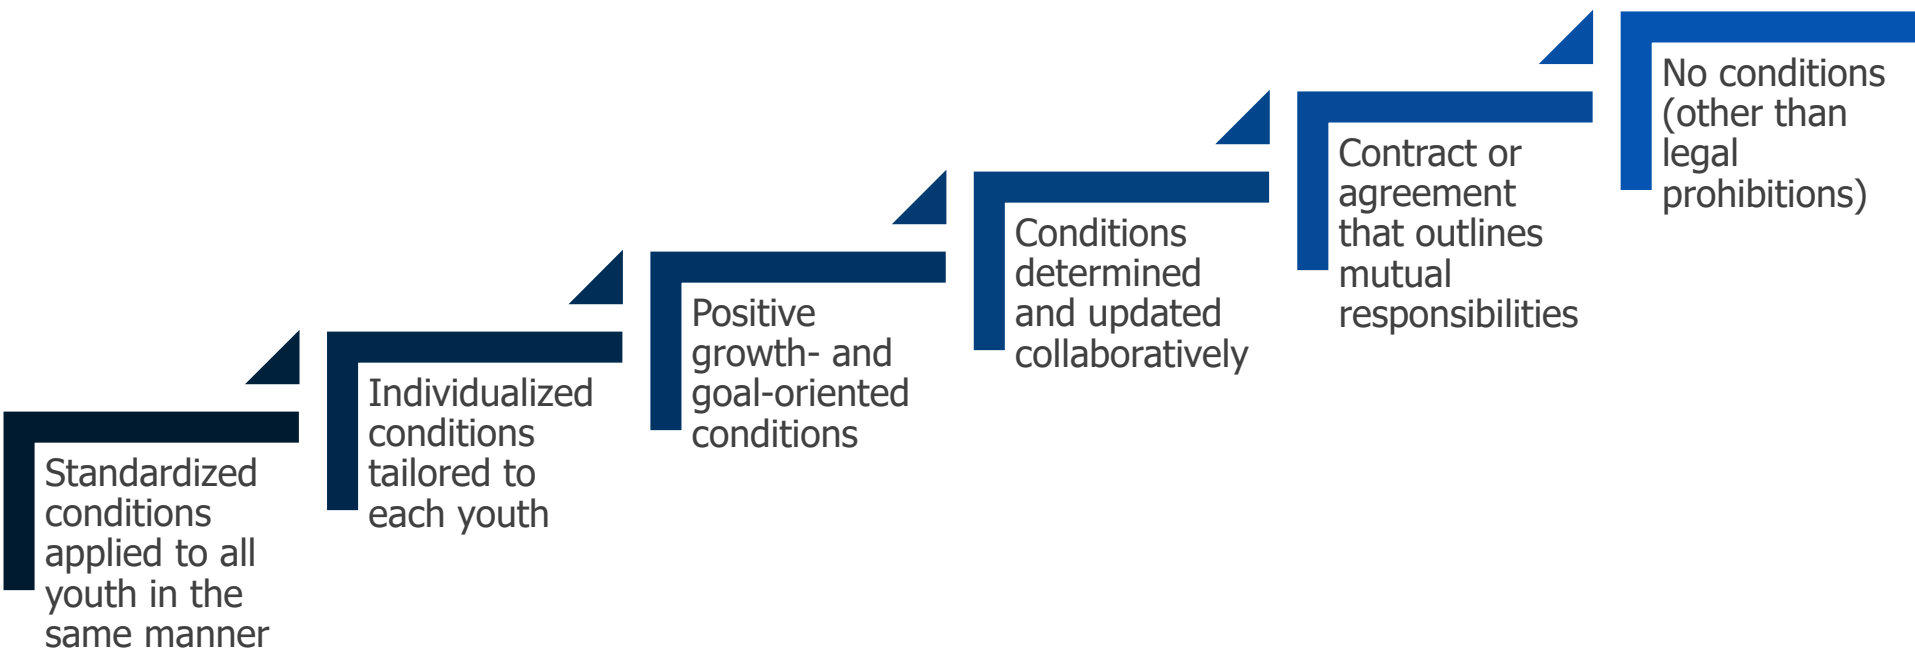 Standardized
conditions
applied to all
youth in the
same manner
Individualized
conditions
tailored to
each youth
Positive
growth- and
goal-oriented
conditions
Conditions
determined
and updated
collaboratively
Contract or
agreement
that outlines
mutual
responsibilities
No conditions
(other than
legal
prohibitions)